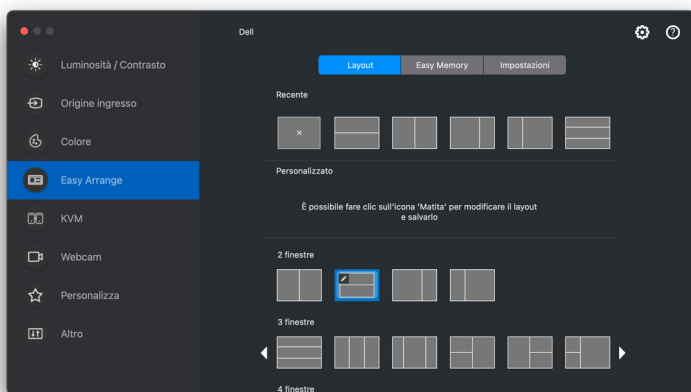 Dell
Luminosità / Contrasto
Origine ingresso
Colore
Easy Arrange
KVM
Webcam
Personalizza
Altro
Layout
Easy Memory
Impostazioni
Recente
Personalizzato
È possibile fare clic sull'icona 'Matita' per modificare il layout
e salvarlo
2 finestre
3 finestre
4 finestre